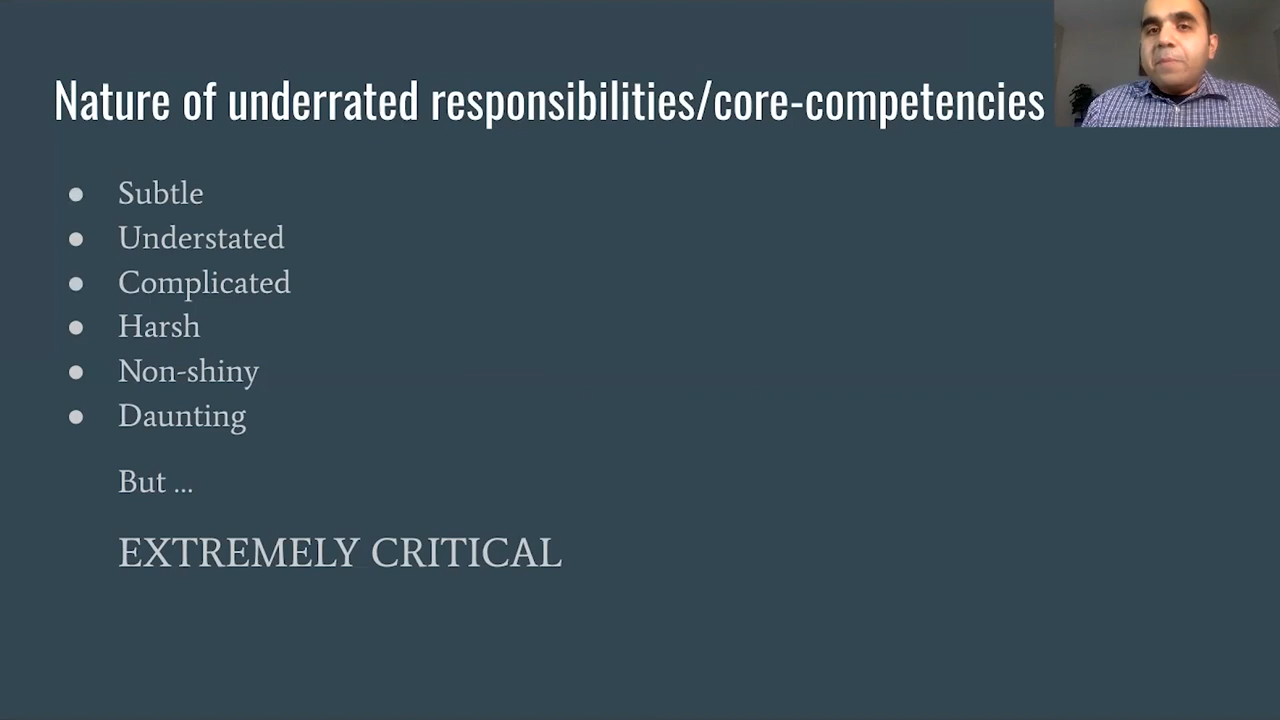 Nature of underrated responsibilities/core-competencies
● Subtle
● Understated
● Complicated
● Harsh
● Non-shiny
● Daunting
But ...
EXTREMELY CRITICAL